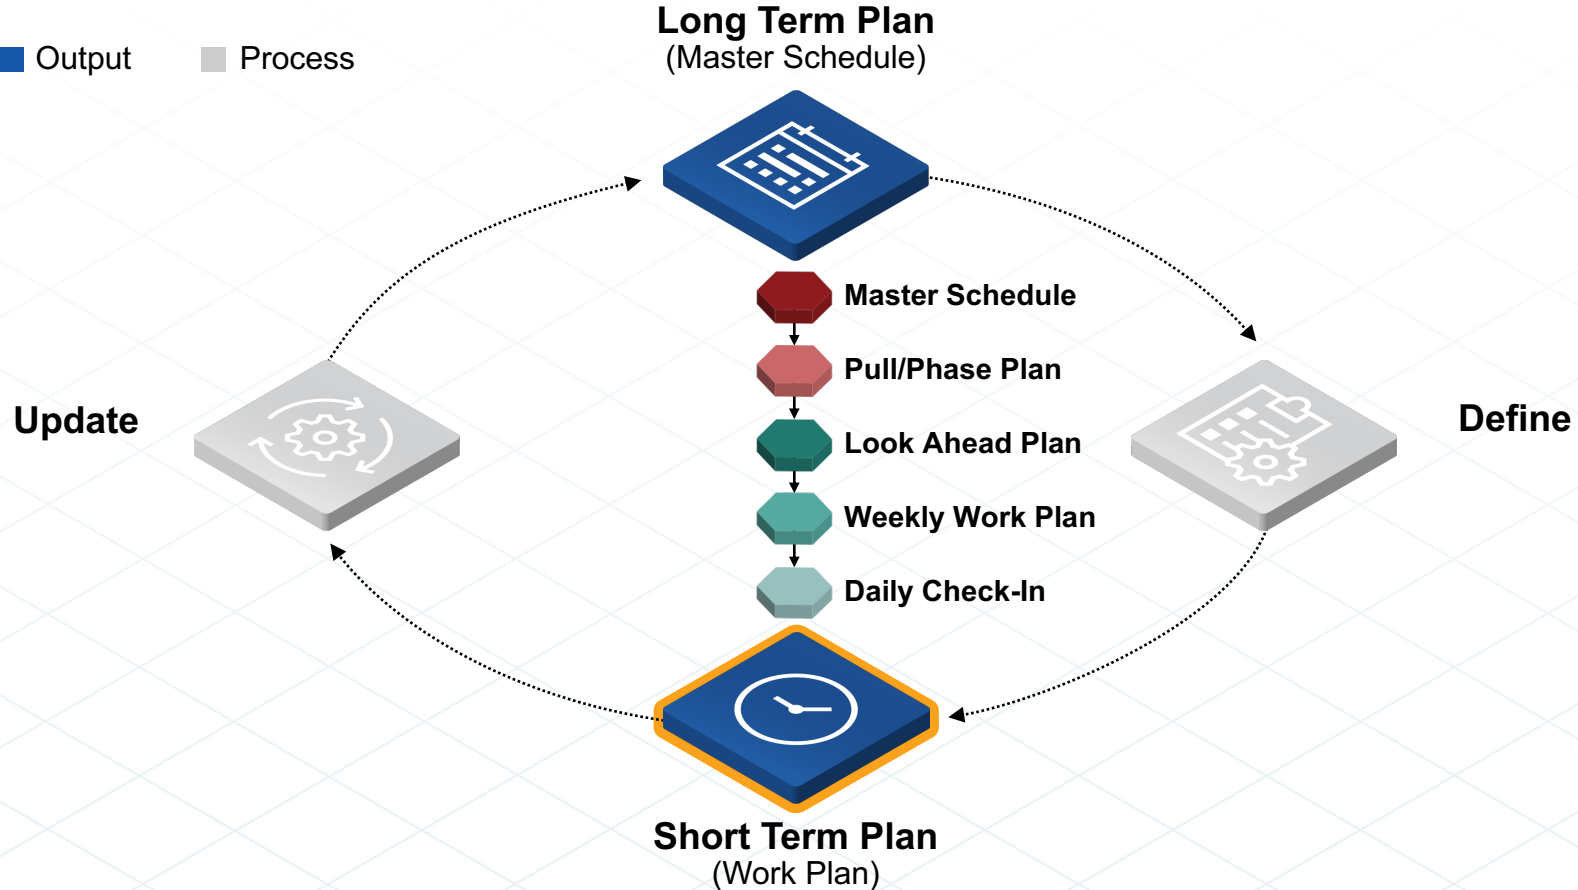 Long Term Plan
(Master Schedule)
Output
Process
Master Schedule
Pull/Phase Plan
Update
Define
Look Ahead Plan
Weekly Work Plan
Daily Check-In
Short Term Plan
(Work Plan)